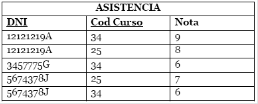 ASISTENCIA
DNI Cod Curso Nota
12121219A 34 9
12121219A 25 8
3457775G 34 6
5674378J 25 7
5674378J 34 6